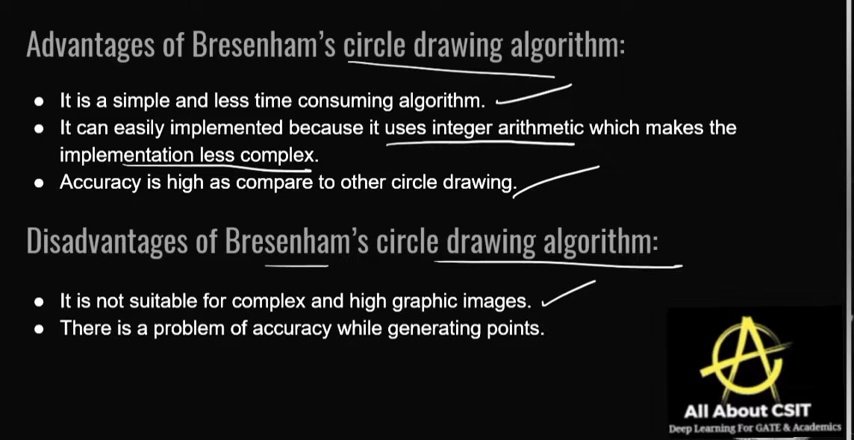 Advantages of Bresenham's circle drawing algorithm:
● It is a simple and less time consuming algorithm.
● It can easily implemented because it uses integer arithmetic which makes the
implementation less complex.
● Accuracy is high as compare to other circle drawing.
Disadvantages of Bresenham's circle drawing algorithm:
● It is not suitable for complex and high graphic images.
● There is a problem of accuracy while generating points.
All About CSIT
Deep Learning For GATE & Academics